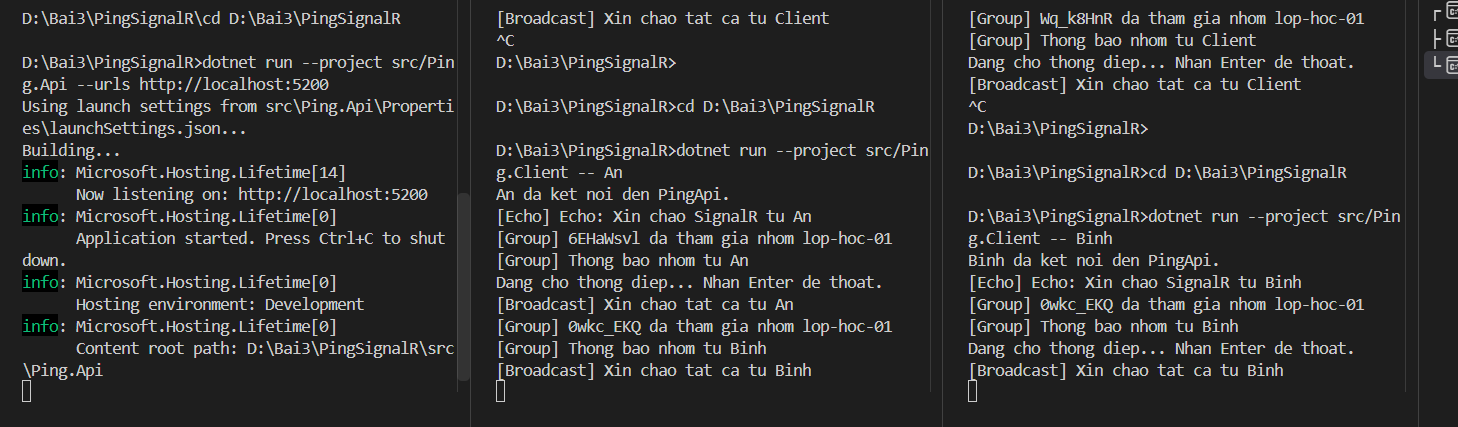 D:\Bai3\PingSignalR\cd D:\Bai3\PingSignalR
D:\Bai3\PingSignalR>dotnet run --project src/Pin
g.Api --urls http://localhost:5200
Using launch settings from src\Ping.Api\Properti
es\launchSettings.json...
Building...
info: Microsoft.Hosting.Lifetime[14]
Now listening on: http://localhost:5200
info: Microsoft.Hosting.Lifetime[0]
Application started. Press Ctrl+C to shut
down.
info: Microsoft.Hosting.Lifetime[0]
Hosting environment: Development
info: Microsoft.Hosting.Lifetime[0]
Content root path: D:\Bai3\PingSignalR\src
\Ping.Api
[Broadcast] Xin chao tat ca tu Client
^C
D:\Bai3\PingSignalR>
D:\Bai3\PingSignalR>cd D:\Bai3\PingSignalR
D:\Bai3\PingSignalR>dotnet run --project src/Pin
g.Client -- An
An da ket noi den PingApi.
[Echo] Echo: Xin chao SignalR tu An
[Group] 6EHaWsvl da tham gia nhom lop-hoc-01
[Group] Thong bao nhom tu An
Dang cho thong diep... Nhan Enter de thoat.
[Broadcast] Xin chao tat ca tu An
[Group] 0wkc_EKQ da tham gia nhom lop-hoc-01
[Group] Thong bao nhom tu Binh
[Broadcast] Xin chao tat ca tu Binh
[Group] Wq_k8HnR da tham gia nhom lop-hoc-01
[Group] Thong bao nhom tu Client
Dang cho thong diep... Nhan Enter de thoat.
[Broadcast] Xin chao tat ca tu Client
^C
D:\Bai3\PingSignalR>
D:\Bai3\PingSignalR>cd D:\Bai3\PingSignalR
D:\Bai3\PingSignalR>dotnet run --project src/Pin
g.Client -- Binh
Binh da ket noi den PingApi.
[Echo] Echo: Xin chao SignalR tu Binh
[Group] 0wkc_EKQ da tham gia nhom lop-hoc-01
[Group] Thong bao nhom tu Binh
Dang cho thong diep... Nhan Enter de thoat.
[Broadcast] Xin chao tat ca tu Binh